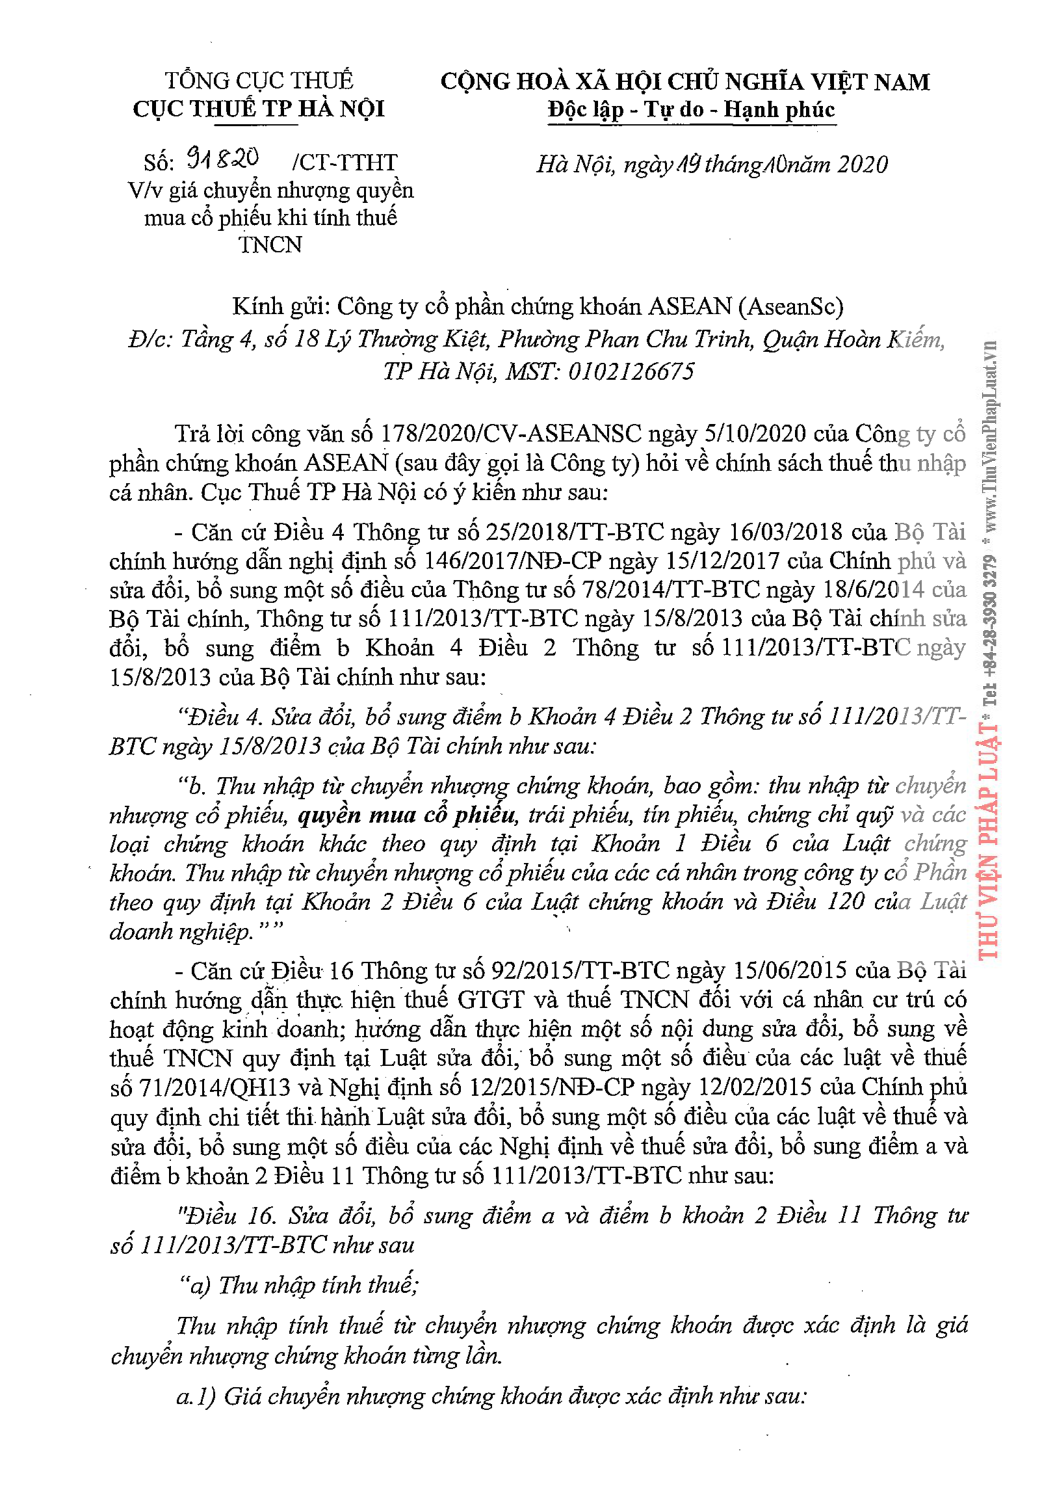 TỔNG CỤC THUẾ
CỤC THUẾ TP HÀ NỘI
CỘNG HOÀ XÃ HỘI CHỦ NGHĨA VIỆT NAM
Độc lập - Tự do - Hạnh phúc
Số: 91820 /CT-TTHT
V/v giá chuyển nhượng quyền
mua cổ phiếu khi tính thuế
TNCN
Hà Nội, ngày 19 tháng 10 năm 2020
Kính gửi: Công ty cổ phần chứng khoán ASEAN (AseanSc)
Đ/c: Tầng 4, số 18 Lý Thường Kiệt, Phường Phan Chu Trinh, Quận Hoàn Kiếm,
TP Hà Nội, MST: 0102126675
Trả lời công văn số 178/2020/CV-ASEANSC ngày 5/10/2020 của Công ty cổ
phần chứng khoán ASEAN (sau đây gọi là Công ty) hỏi về chính sách thuế thu nhập
cá nhân. Cục Thuế TP Hà Nội có ý kiến như sau:
- Căn cứ Điều 4 Thông tư số 25/2018/TT-BTC ngày 16/03/2018 của Bộ Tài
chính hướng dẫn nghị định số 146/2017/NĐ-CP ngày 15/12/2017 của Chính phủ và
sửa đổi, bổ sung một số điều của Thông tư số 78/2014/TT-BTC ngày 18/6/2014 của
Bộ Tài chính, Thông tư số 111/2013/TT-BTC ngày 15/8/2013 của Bộ Tài chính sửa
đổi, bổ sung điểm b Khoản 4 Điều 2 Thông tư số 111/2013/TT-BTC ngày
15/8/2013 của Bộ Tài chính như sau:
“Điều 4. Sửa đổi, bổ sung điểm b Khoản 4 Điều 2 Thông tư số 111/2013/TT-
BTC ngày 15/8/2013 của Bộ Tài chính như sau:
“b. Thu nhập từ chuyển nhượng chứng khoán, bao gồm: thu nhập từ chuyển
nhượng cổ phiếu, quyền mua cổ phiếu, trái phiếu, tín phiếu, chứng chỉ quỹ và các
loại chứng khoán khác theo quy định tại Khoản 1 Điều 6 của Luật chứng
khoán. Thu nhập từ chuyển nhượng cổ phiếu của các cá nhân trong công ty cổ Phần
theo quy định tại Khoản 2 Điều 6 của Luật chứng khoán và Điều 120 của Luật
doanh nghiệp.””
- Căn cứ Điều 16 Thông tư số 92/2015/TT-BTC ngày 15/06/2015 của Bộ Tài
chính hướng dẫn thực hiện thuế GTGT và thuế TNCN đối với cá nhân cư trú có
hoạt động kinh doanh; hướng dẫn thực hiện một số nội dung sửa đổi, bổ sung về
thuế TNCN quy định tại Luật sửa đổi, bổ sung một số điều của các luật về thuế
số 71/2014/QH13 và Nghị định số 12/2015/NĐ-CP ngày 12/02/2015 của Chính phủ
quy định chi tiết thi hành Luật sửa đổi, bổ sung một số điều của các luật về thuế và
sửa đổi, bổ sung một số điều của các Nghị định về thuế sửa đổi, bổ sung điểm a và
điểm b khoản 2 Điều 11 Thông tư số 111/2013/TT-BTC như sau:
"Điều 16. Sửa đổi, bổ sung điểm a và điểm b khoản 2 Điều 11 Thông tư
số 111/2013/TT-BTC như sau
“a) Thu nhập tính thuế;
Thu nhập tính thuế từ chuyển nhượng chứng khoán được xác định là giá
chuyển nhượng chứng khoán từng lần.
a.1) Giá chuyển nhượng chứng khoán được xác định như sau:
THƯ VIỆN PHÁP LUẬT * Tel: +84-28-3930 3279 * www.ThuVienPhapLuat.vn